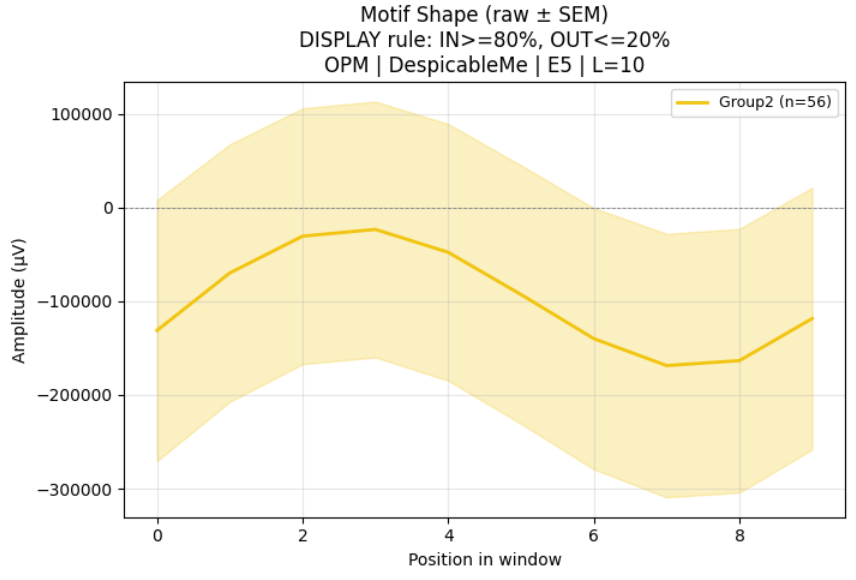 Motif Shape (raw ± SEM)
DISPLAY rule: IN>=80%, OUT<=20%
OPM | DespicableMe | E5 | L=10
Group2 (n=56)
Amplitude (µV)
100000
0
−100000
−200000
−300000
0 2 4 6 8
Position in window